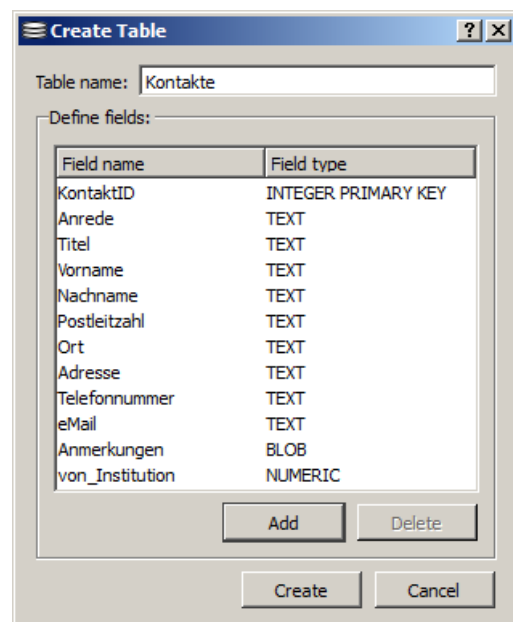 Create Table
Table name: Kontakte
Define fields:
Field name Field type
KontaktID INTEGER PRIMARY KEY
Anrede TEXT
Titel TEXT
Vorname TEXT
Nachname TEXT
Postleitzahl TEXT
Ort TEXT
Adresse TEXT
Telefonnummer TEXT
eMail TEXT
Anmerkungen BLOB
von_Institution NUMERIC
Add Delete
Create Cancel